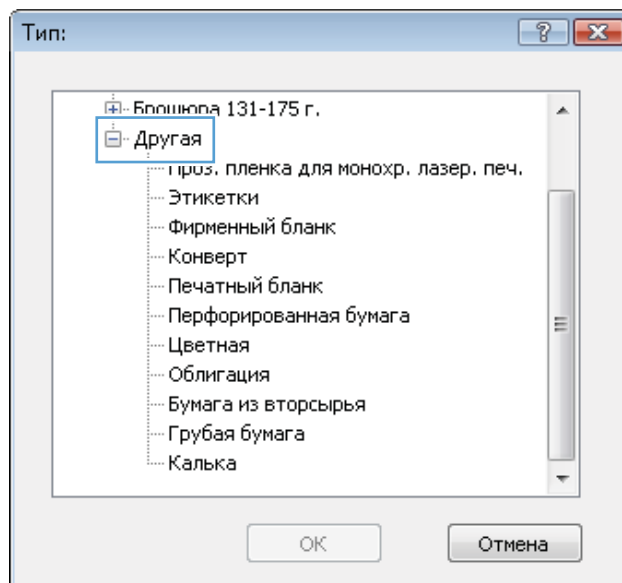 Тип:
Брошюра 131-175 г.
Другая
Проз. пленка для монохр. лазер. печ.
Этикетки
Фирменный бланк
Конверт
Печатный бланк
Перфорированная бумага
Цветная
Облигация
Бумага из вторсырья
Грубая бумага
Калька
ОК
Отмена